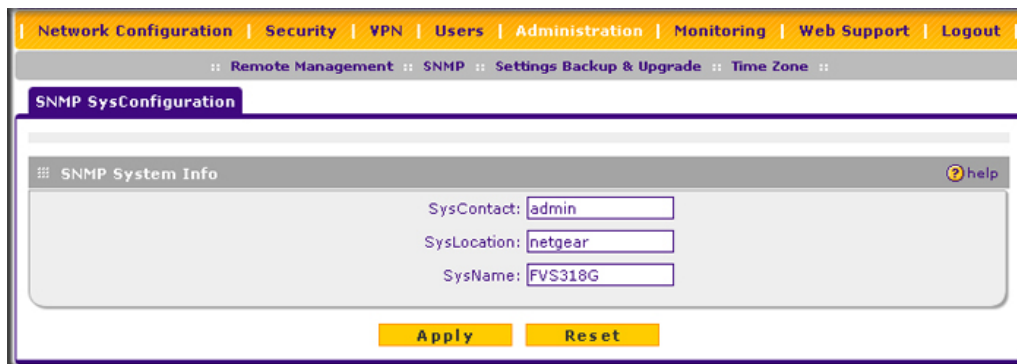 | Network Configuration | Security | VPN | Users | Administration | Monitoring | Web Support | Logout |
:: Remote Management :: SNMP :: Settings Backup & Upgrade :: Time Zone ::
SNMP SysConfiguration
SNMP System Info ? help
SysContact: admin
SysLocation: netgear
SysName: FVS318G
Apply Reset